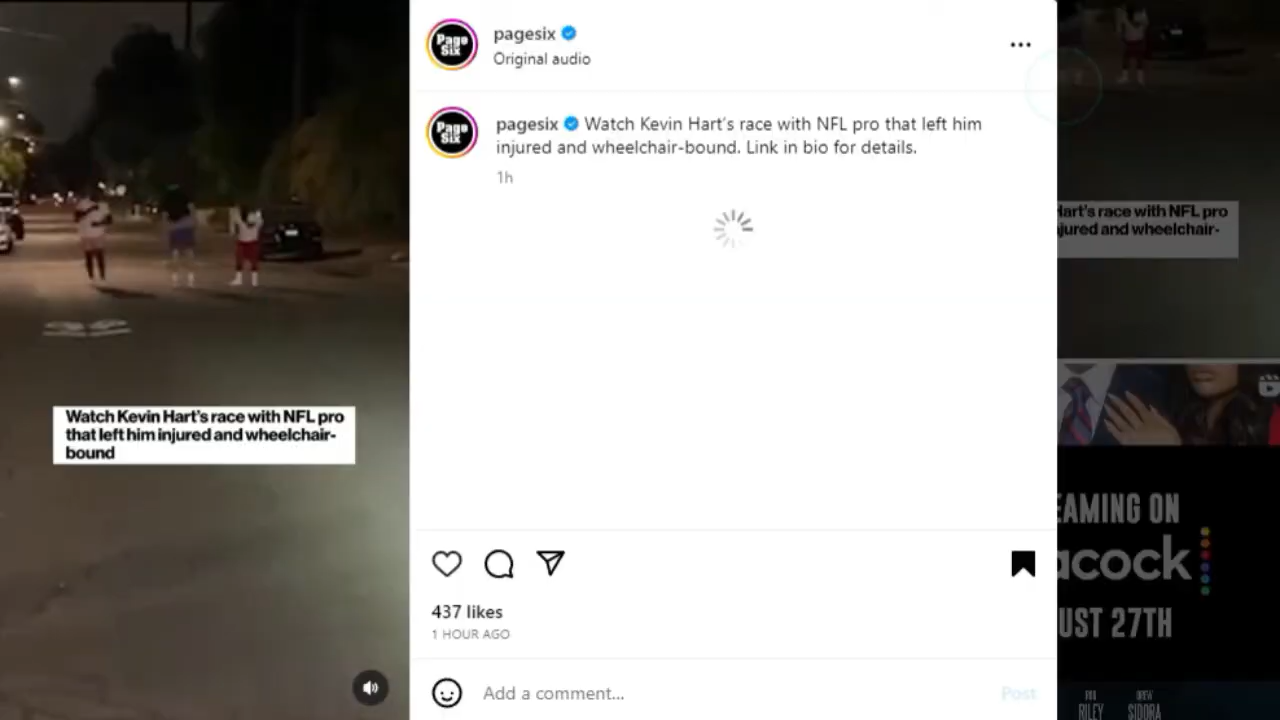 pagesix
Original audio
Page
Six
pagesix Watch Kevin Hart's race with NFL pro that left him
injured and wheelchair-bound. Link in bio for details.
1h
Page
Six
Watch Kevin Hart's race with NFL pro
that left him injured and wheelchair-
bound
437 likes
1 HOUR AGO
Add a comment...
Post
Hart's race with NFL pro
jured and wheelchair-
EAMING ON
acock
UST 27TH
RILEY
SIDORA